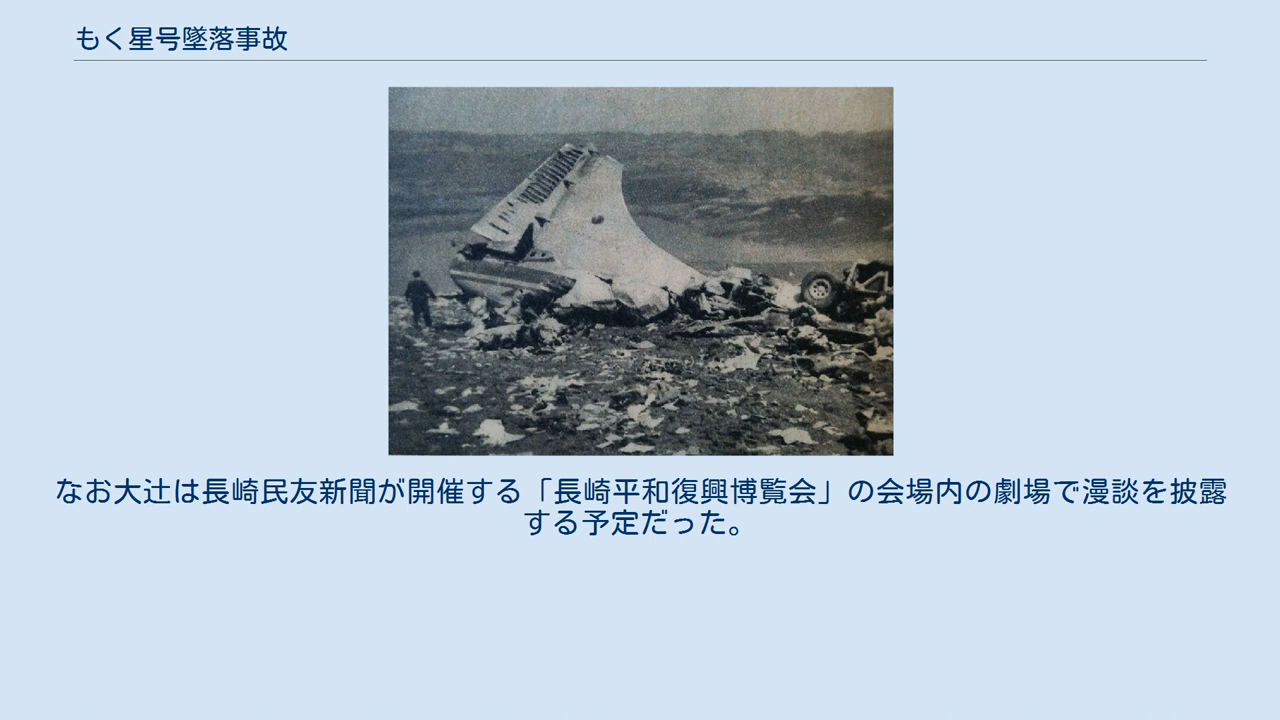 もく星号墜落事故
なお大辻は長崎民友新聞が開催する「長崎平和復興博覧会」の会場内の劇場で漫談を披露
する予定だった。